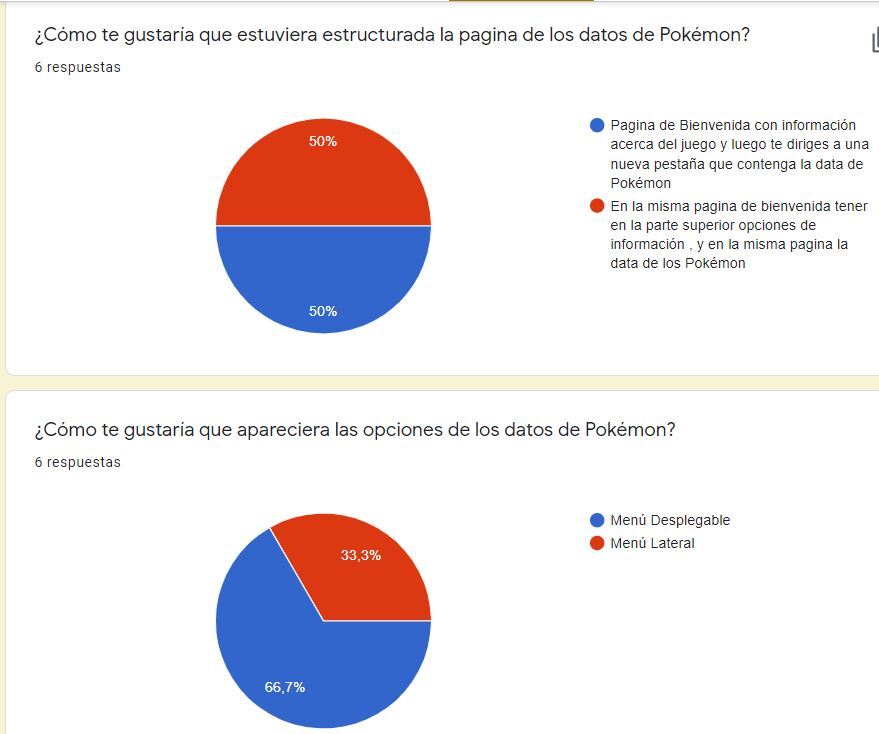 ¿Cómo te gustaría que estuviera estructurada la pagina de los datos de Pokémon?
6 respuestas
50%
50%
Pagina de Bienvenida con información
acerca del juego y luego te diriges a una
nueva pestaña que contenga la data de
Pokémon
En la misma pagina de bienvenida tener
en la parte superior opciones de
información , y en la misma pagina la
data de los Pokémon
¿Cómo te gustaría que apareciera las opciones de los datos de Pokémon?
6 respuestas
33,3%
66,7%
Menú Desplegable
Menú Lateral